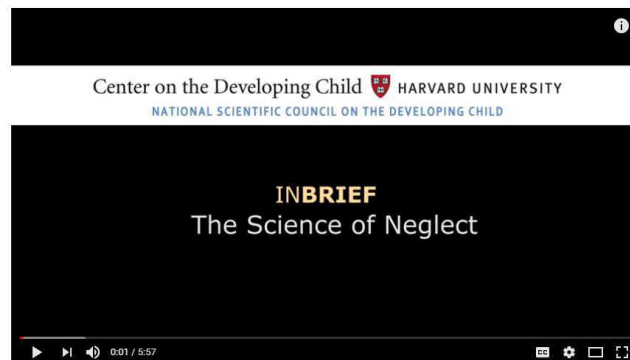 Center on the Developing Child HARVARD UNIVERSITY
NATIONAL SCIENTIFIC COUNCIL ON THE DEVELOPING CHILD
INBRIEF
The Science of Neglect
0:01 / 5:57
CC